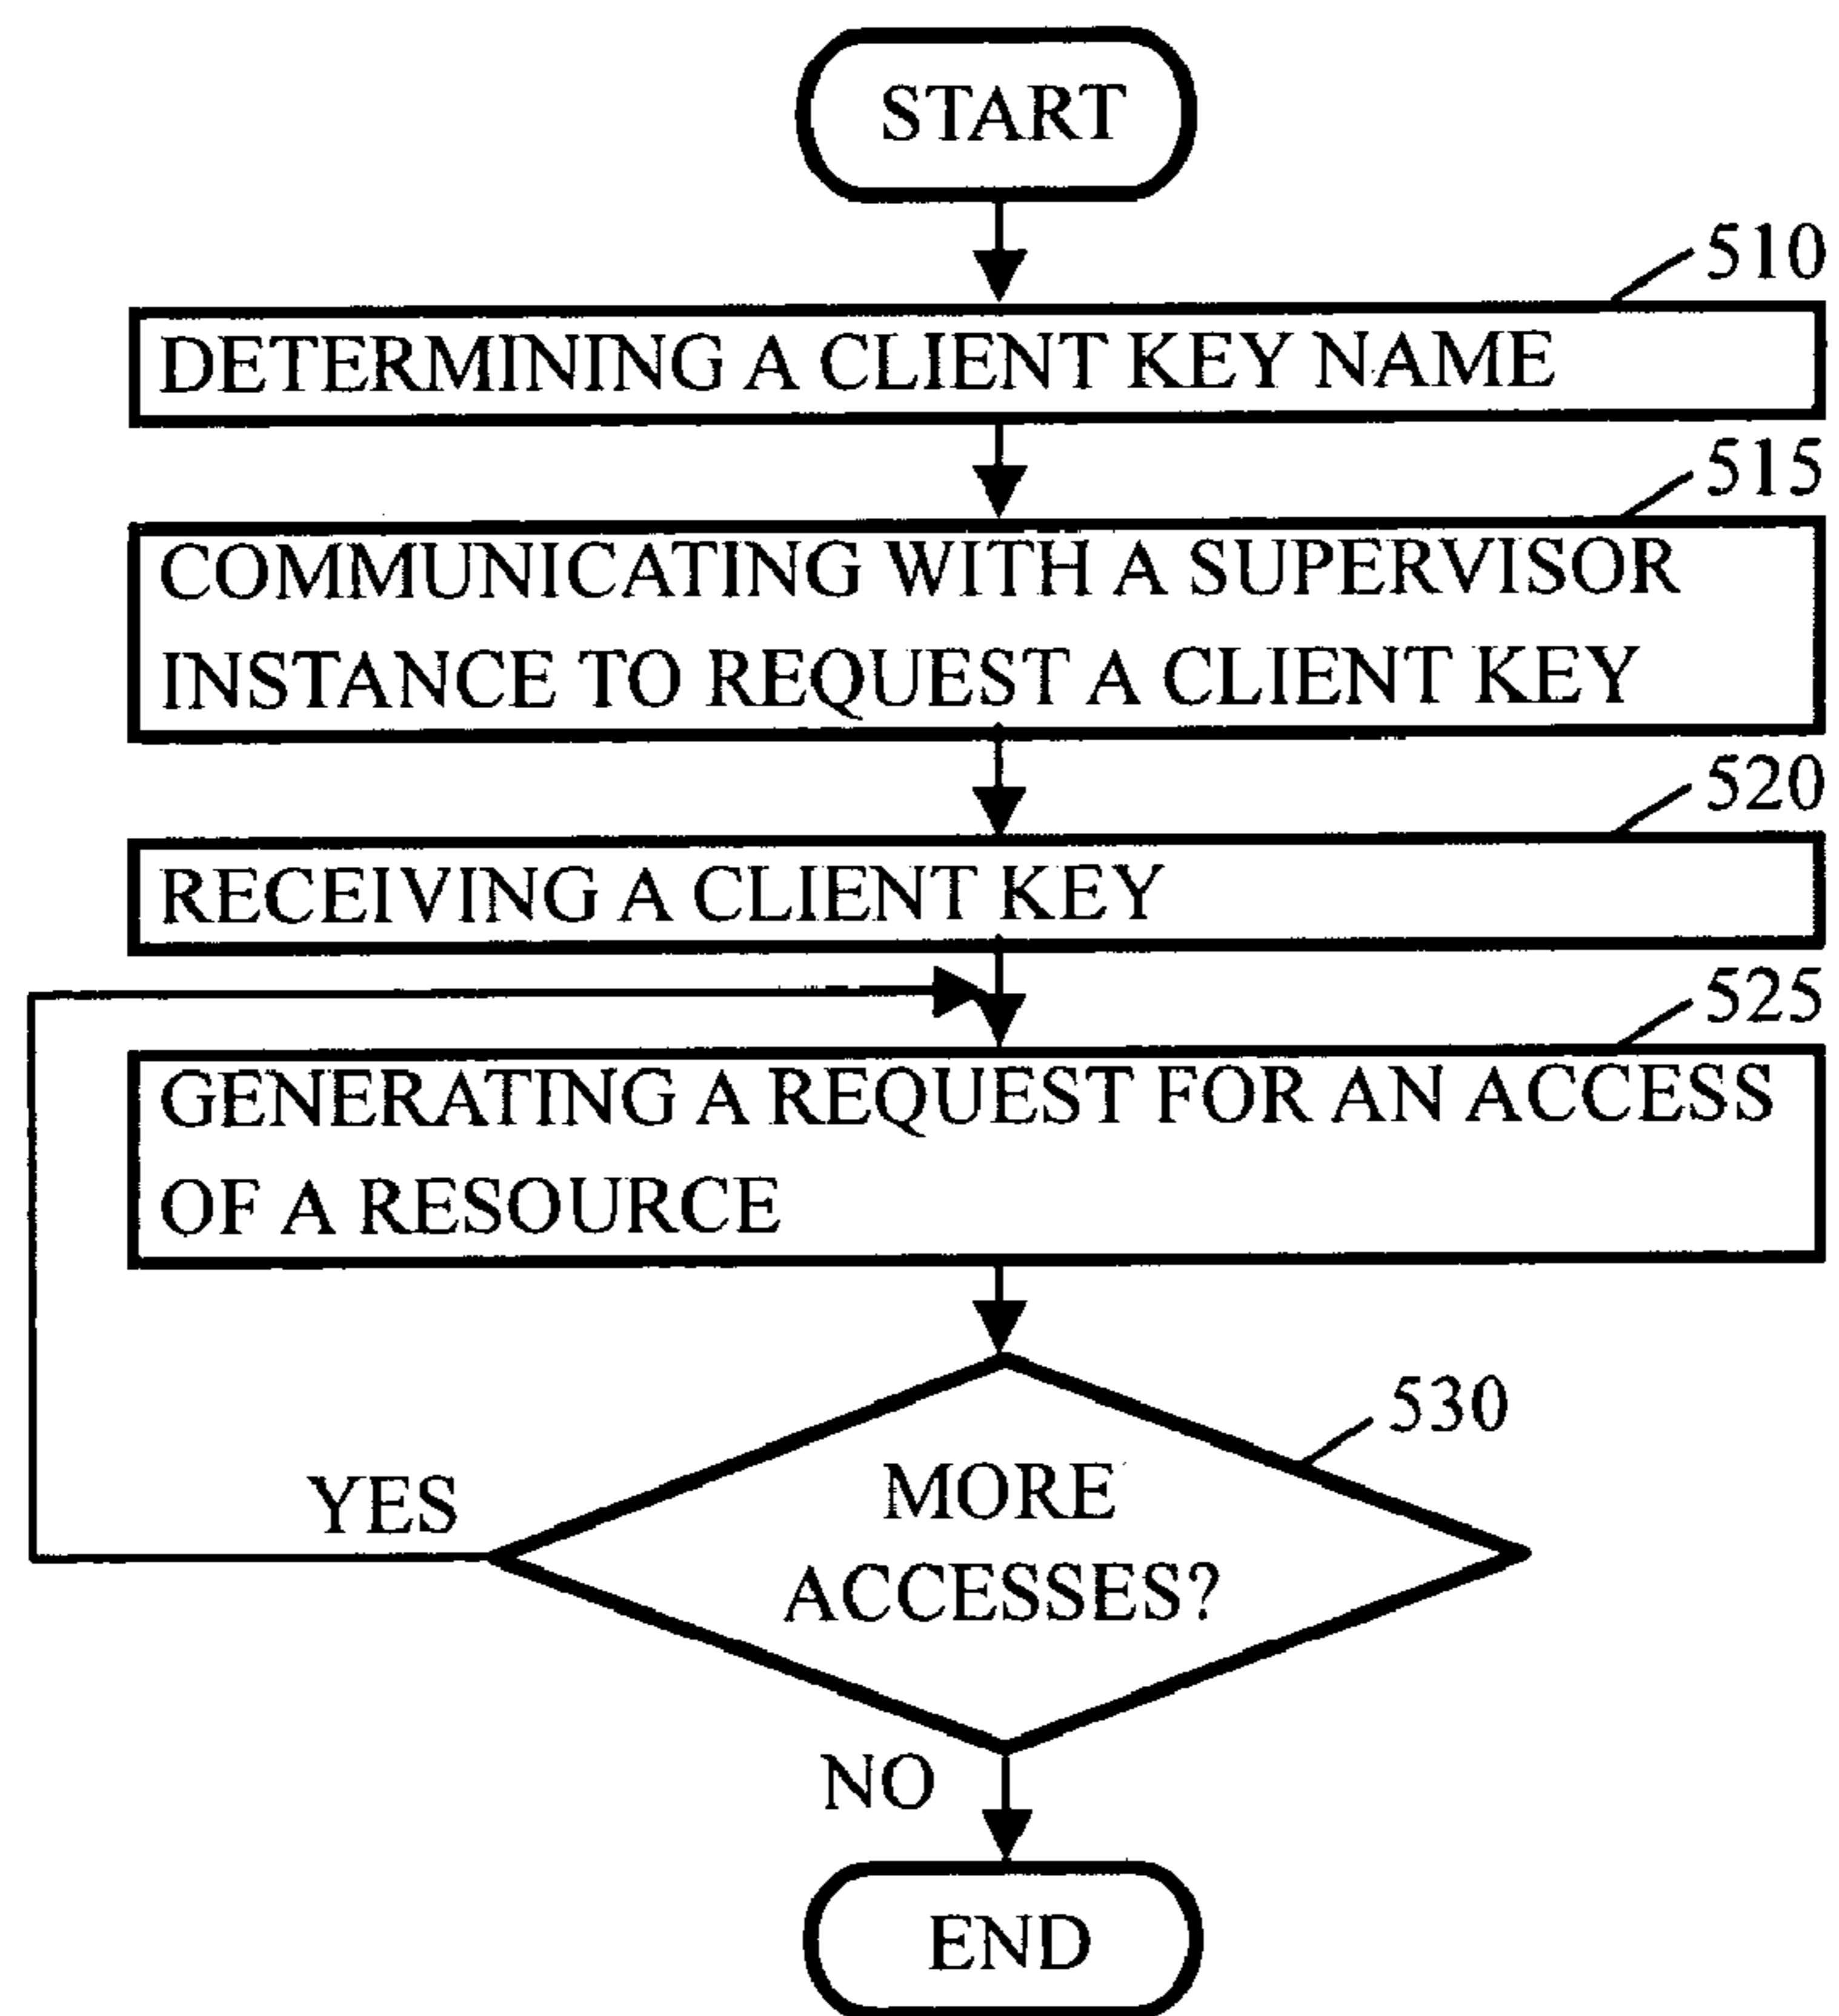 START
510
DETERMINING A CLIENT KEY NAME
515
COMMUNICATING WITH A SUPERVISOR
INSTANCE TO REQUEST A CLIENT KEY
520
RECEIVING A CLIENT KEY
525
GENERATING A REQUEST FOR AN ACCESS
OF A RESOURCE
530
MORE
YES
ACCESSES?
NO
END